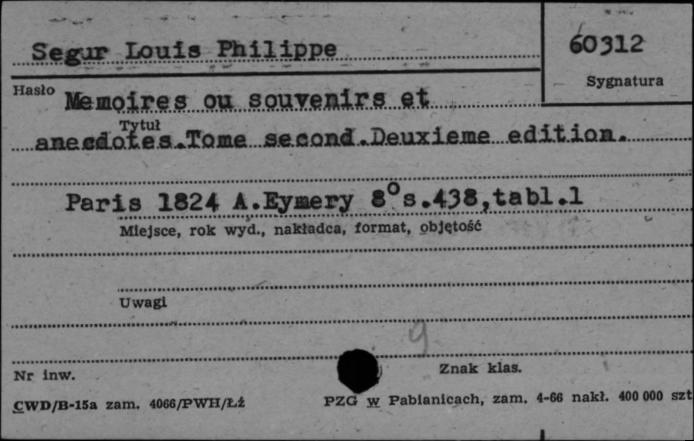 Segur Louis Philippe
60312
Sygnatura
Hasło
Memoires ou souvenirs et
Tytuł
anecdotes.Tome second.Deuxieme edition.
Paris 1824 A.Eymery 8°s.438,tabl.1
Miejsce, rok wyd., nakładca, format, objętość
Uwagi
9
Nr inw.
Znak klas.
CWD/B-15a zam. 4066/PWH/Łź
PZG w Pabianicach, zam. 4-66 nakł. 400 000 szt